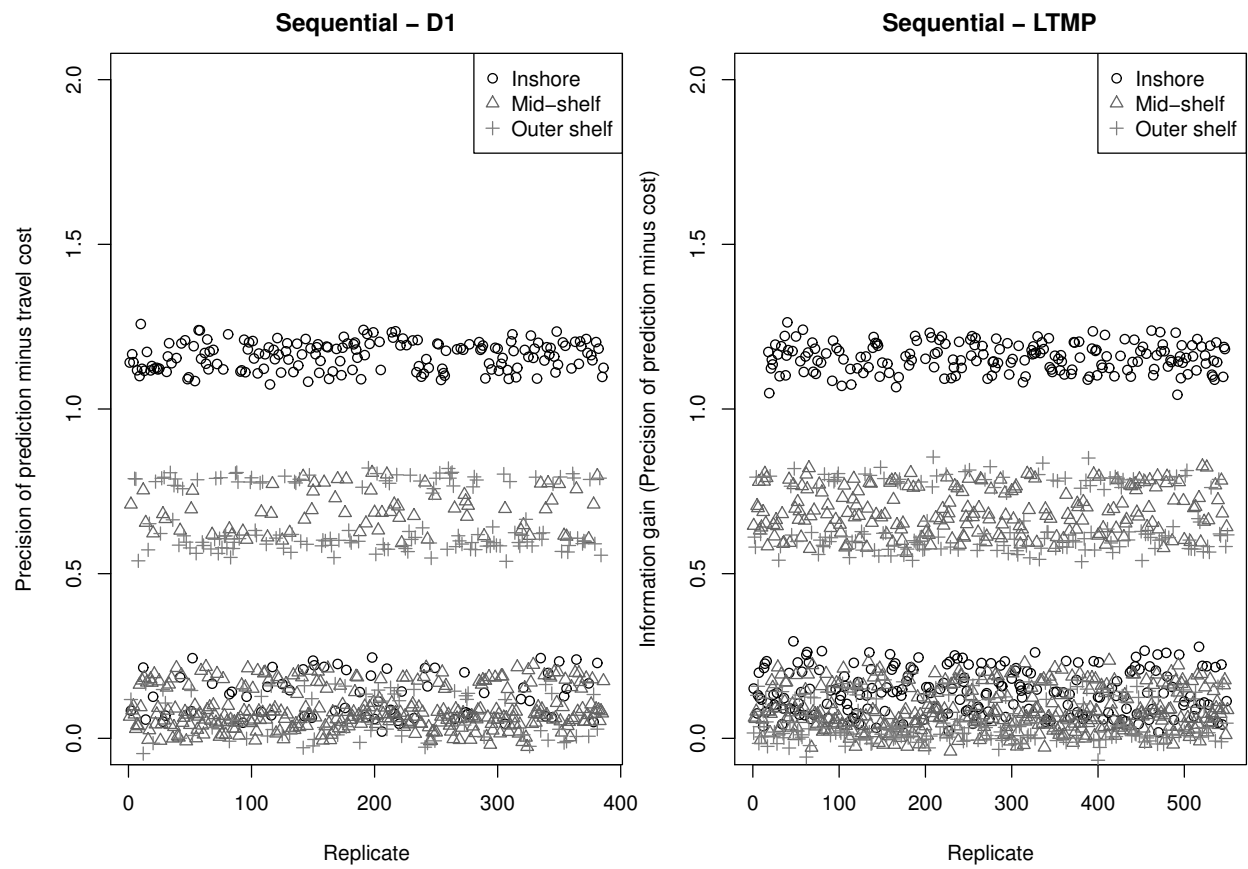 Sequential − D1
Precision of prediction minus travel cost
2.0
1.5
1.0
0.5
0.0
Inshore
Mid−shelf
Outer shelf
0 100 200 300 400
Replicate
Sequential − LTMP
Information gain (Precision of prediction minus cost)
2.0
1.5
1.0
0.5
0.0
Inshore
Mid−shelf
Outer shelf
0 100 200 300 400 500
Replicate